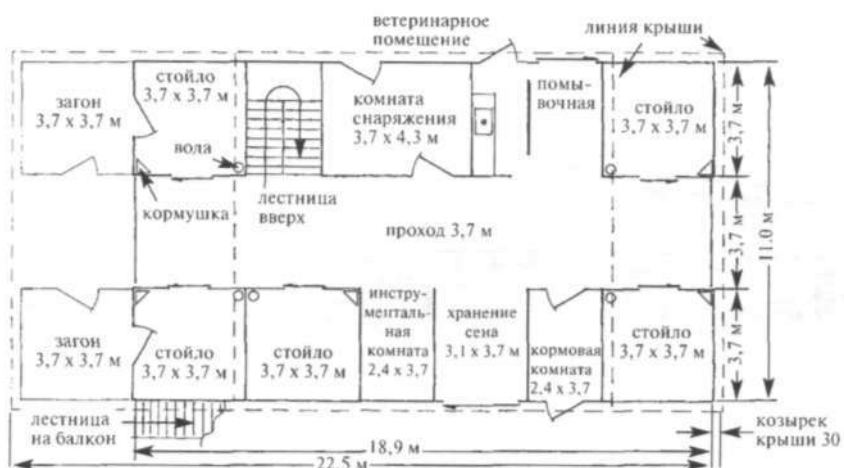 ветеринарное
помещение
линия крыши
загон
3,7 х 3,7 м
стойло
3,7 х 3,7 м
комната
снаряжения
3,7 х 4,3 м
помы-
вочная
стойло
3,7 х 3,7 м
3,7 м
вола
кормушка
лестница
вверх
проход 3,7 м
3,7 м
11.0 м
загон
3,7 х 3,7 м
стойло
3,7 х 3,7 м
стойло
3,7 х 3,7 м
инстру-
менталь-
ная
комната
2,4 х 3,7
хранение
сена
3,1 х 3,7 м
кормовая
комната
2,4 х 3,7
стойло
3,7 х 3,7 м
3,7 м
лестница
на балкон
козырек
крыши 30
18,9 м
22,5 м